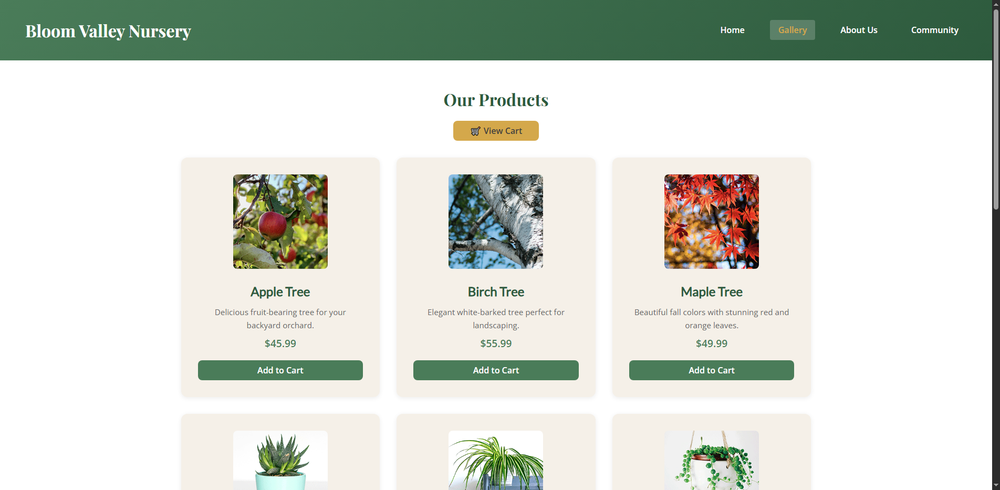 Bloom Valley Nursery
Home
Gallery
About Us
Community
Our Products
🛒 View Cart
Apple Tree
Delicious fruit-bearing tree for your
backyard orchard.
$45.99
Add to Cart
Birch Tree
Elegant white-barked tree perfect for
landscaping.
$55.99
Add to Cart
Maple Tree
Beautiful fall colors with stunning red and
orange leaves.
$49.99
Add to Cart